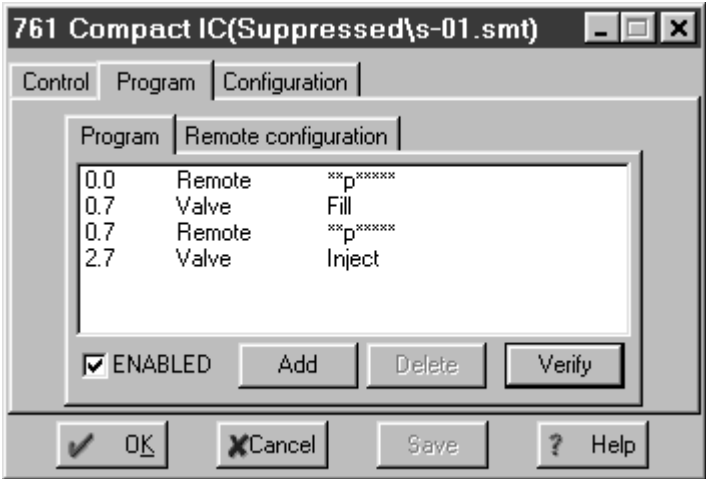 761 Compact IC(Suppressed\s-01.smt)
Control Program Configuration
Program Remote configuration
0.0 Remote **p*****
0.7 Valve Fill
0.7 Remote **p*****
2.7 Valve Inject
ENABLED Add Delete Verify
OK Cancel Save ? Help